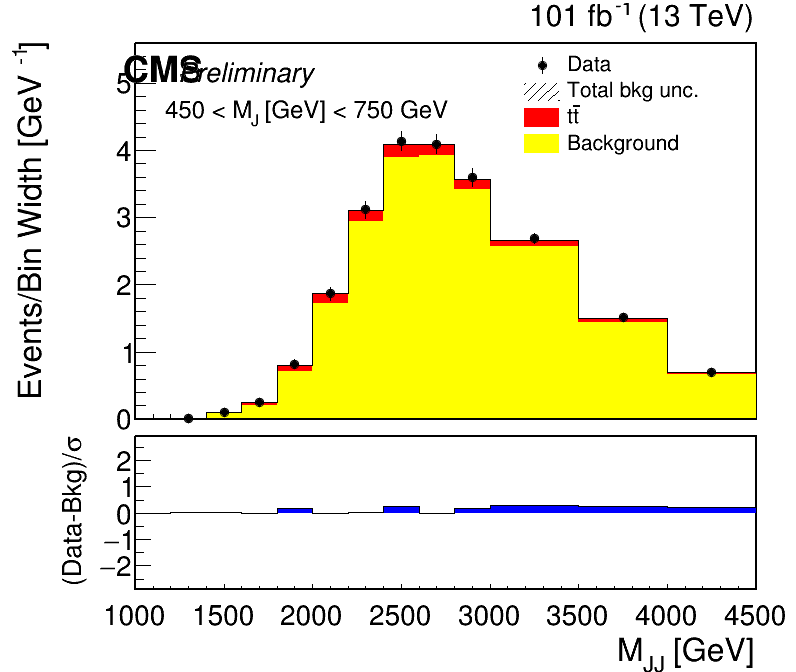 101 fb⁻¹ (13 TeV)
CMS Preliminary
450 < M_J [GeV] < 750 GeV
Data
Total bkg unc.
tt̄
Background
Events/Bin Width [GeV⁻¹]
5
4
3
2
1
0
(Data-Bkg)/σ
2
1
0
−1
−2
1000 1500 2000 2500 3000 3500 4000 4500
M_JJ [GeV]